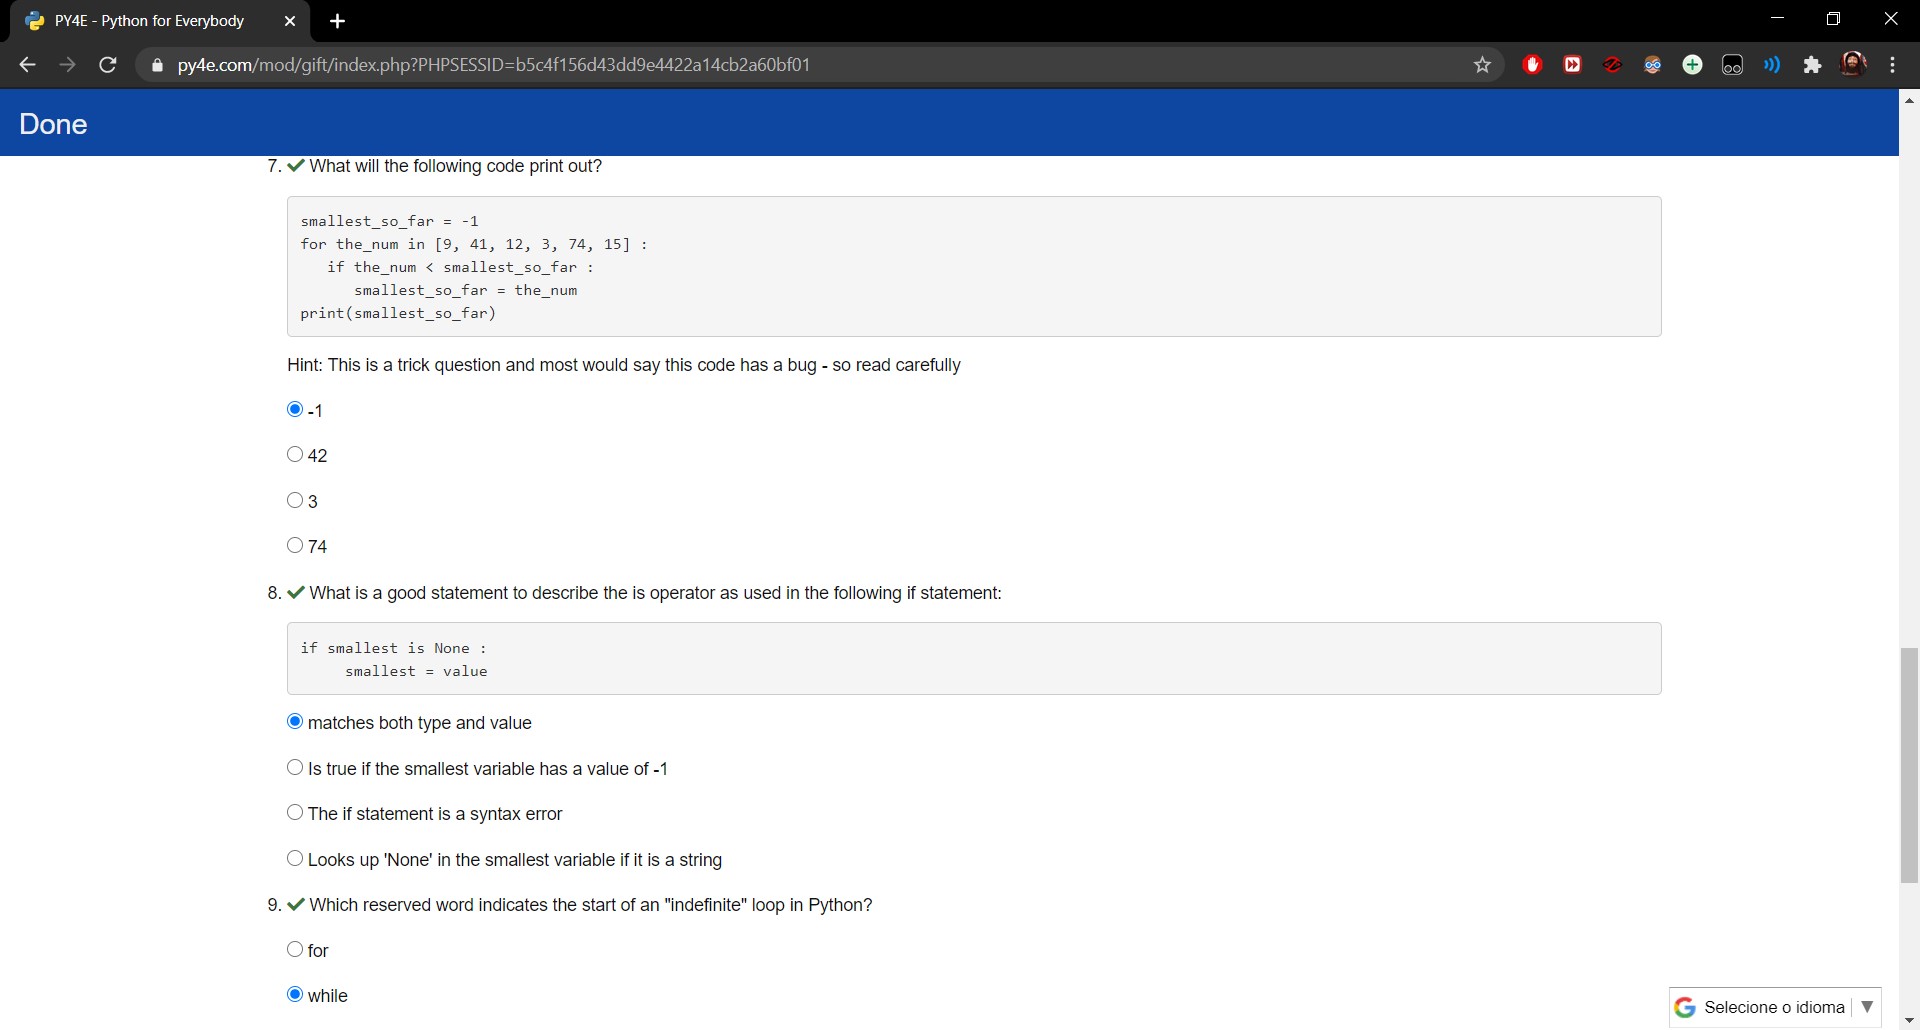 PY4E - Python for Everybody
py4e.com/mod/gift/index.php?PHPSESSID=b5c4f156d43dd9e4422a14cb2a60bf01
Done
7. What will the following code print out?
smallest_so_far = -1
for the_num in [9, 41, 12, 3, 74, 15] :
   if the_num < smallest_so_far :
      smallest_so_far = the_num
print(smallest_so_far)
Hint: This is a trick question and most would say this code has a bug - so read carefully
-1
42
3
74
8. What is a good statement to describe the is operator as used in the following if statement:
if smallest is None :
     smallest = value
matches both type and value
Is true if the smallest variable has a value of -1
The if statement is a syntax error
Looks up 'None' in the smallest variable if it is a string
9. Which reserved word indicates the start of an "indefinite" loop in Python?
for
while
Selecione o idioma